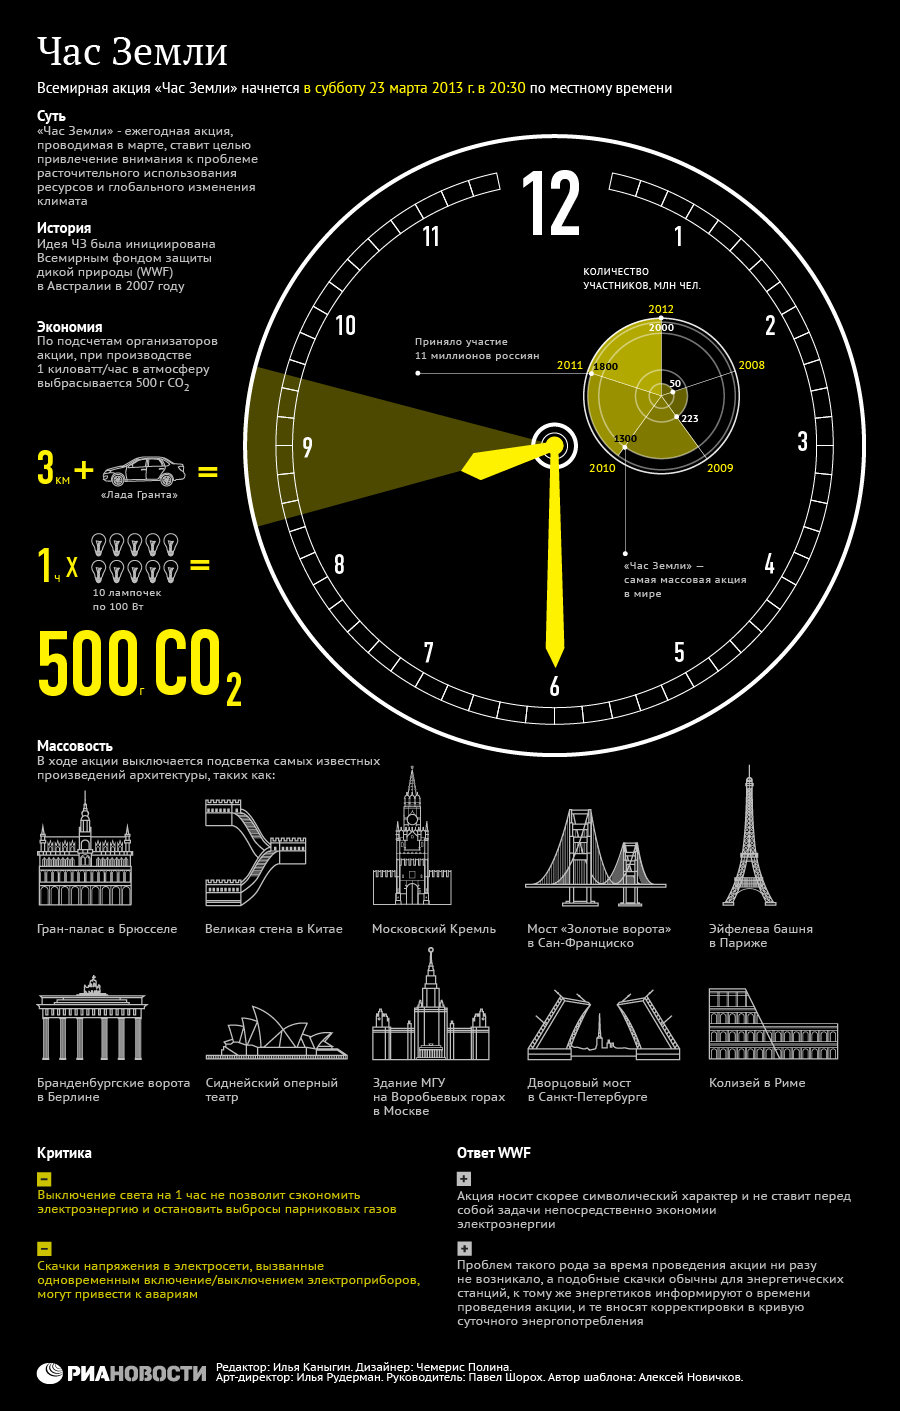 Час Земли
Всемирная акция «Час Земли» начнется в субботу 23 марта 2013 г. в 20:30 по местному времени
Суть
«Час Земли» - ежегодная акция,
проводимая в марте, ставит целью
привлечение внимания к проблеме
расточительного использования
ресурсов и глобального изменения
климата
История
Идея ЧЗ была инициирована
Всемирным фондом защиты
дикой природы (WWF)
в Австралии в 2007 году
Экономия
По подсчетам организаторов
акции, при производстве
1 киловатт/час в атмосферу
выбрасывается 500 г CO2
3 км +
=
«Лада Гранта»
1 ч X
=
10 лампочек
по 100 Вт
500 г CO2
12
1
2
3
4
5
6
7
8
9
10
11
КОЛИЧЕСТВО
УЧАСТНИКОВ, МЛН ЧЕЛ.
2012
2000
2011
1800
2008
50
223
1300
2010
2009
Приняло участие
11 миллионов россиян
«Час Земли» —
самая массовая акция
в мире
Массовость
В ходе акции выключается подсветка самых известных
произведений архитектуры, таких как:
Гран-палас в Брюсселе
Великая стена в Китае
Московский Кремль
Мост «Золотые ворота»
в Сан-Франциско
Эйфелева башня
в Париже
Бранденбургские ворота
в Берлине
Сиднейский оперный
театр
Здание МГУ
на Воробьевых горах
в Москве
Дворцовый мост
в Санкт-Петербурге
Колизей в Риме
Критика
Выключение света на 1 час не позволит сэкономить
электроэнергию и остановить выбросы парниковых газов
Скачки напряжения в электросети, вызванные
одновременным включение/выключением электроприборов,
могут привести к авариям
Ответ WWF
Акция носит скорее символический характер и не ставит перед
собой задачи непосредственно экономии
электроэнергии
Проблем такого рода за время проведения акции ни разу
не возникало, а подобные скачки обычны для энергетических
станций, к тому же энергетиков информируют о времени
проведения акции, и те вносят корректировки в кривую
суточного энергопотребления
РИАНОВОСТИ
Редактор: Илья Каныгин. Дизайнер: Чемерис Полина.
Арт-директор: Илья Рудерман. Руководитель: Павел Шорох. Автор шаблона: Алексей Новичков.